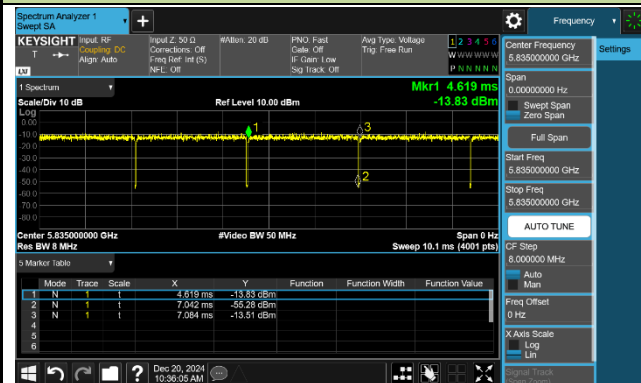 Spectrum Analyzer 1
Swept SA
Frequency
KEYSIGHT
Input: RF
Coupling: DC
Align: Auto
Input Z: 50 Ω
Corrections: Off
Freq Ref: Int (S)
NFE: Off
#Atten: 20 dB
PNO: Fast
Gate: Off
IF Gain: Low
Sig Track: Off
Avg Type: Voltage
Trig: Free Run
1 2 3 4 5 6
W W W W W W
P N N N N N
LXI
1 Spectrum
Scale/Div 10 dB
Ref Level 10.00 dBm
Mkr1 4.619 ms
-13.83 dBm
Log
0.00
-10.0
-20.0
-30.0
-40.0
-50.0
-60.0
-70.0
-80.0
1
3
2
Center 5.835000000 GHz
#Video BW 50 MHz
Span 0 Hz
Res BW 8 MHz
Sweep 10.1 ms (4001 pts)
5 Marker Table
Mode Trace Scale X Y Function Function Width Function Value
1 N 1 t 4.619 ms -13.83 dBm
2 N 1 t 7.042 ms -55.28 dBm
3 N 1 t 7.084 ms -13.51 dBm
4
5
6
Dec 20, 2024
10:36:05 AM
Center Frequency
5.835000000 GHz
Settings
Span
0.00000000 Hz
Swept Span
Zero Span
Full Span
Start Freq
5.835000000 GHz
Stop Freq
5.835000000 GHz
AUTO TUNE
CF Step
8.000000 MHz
Auto
Man
Freq Offset
0 Hz
X Axis Scale
Log
Lin
Signal Track
(Span Zoom)